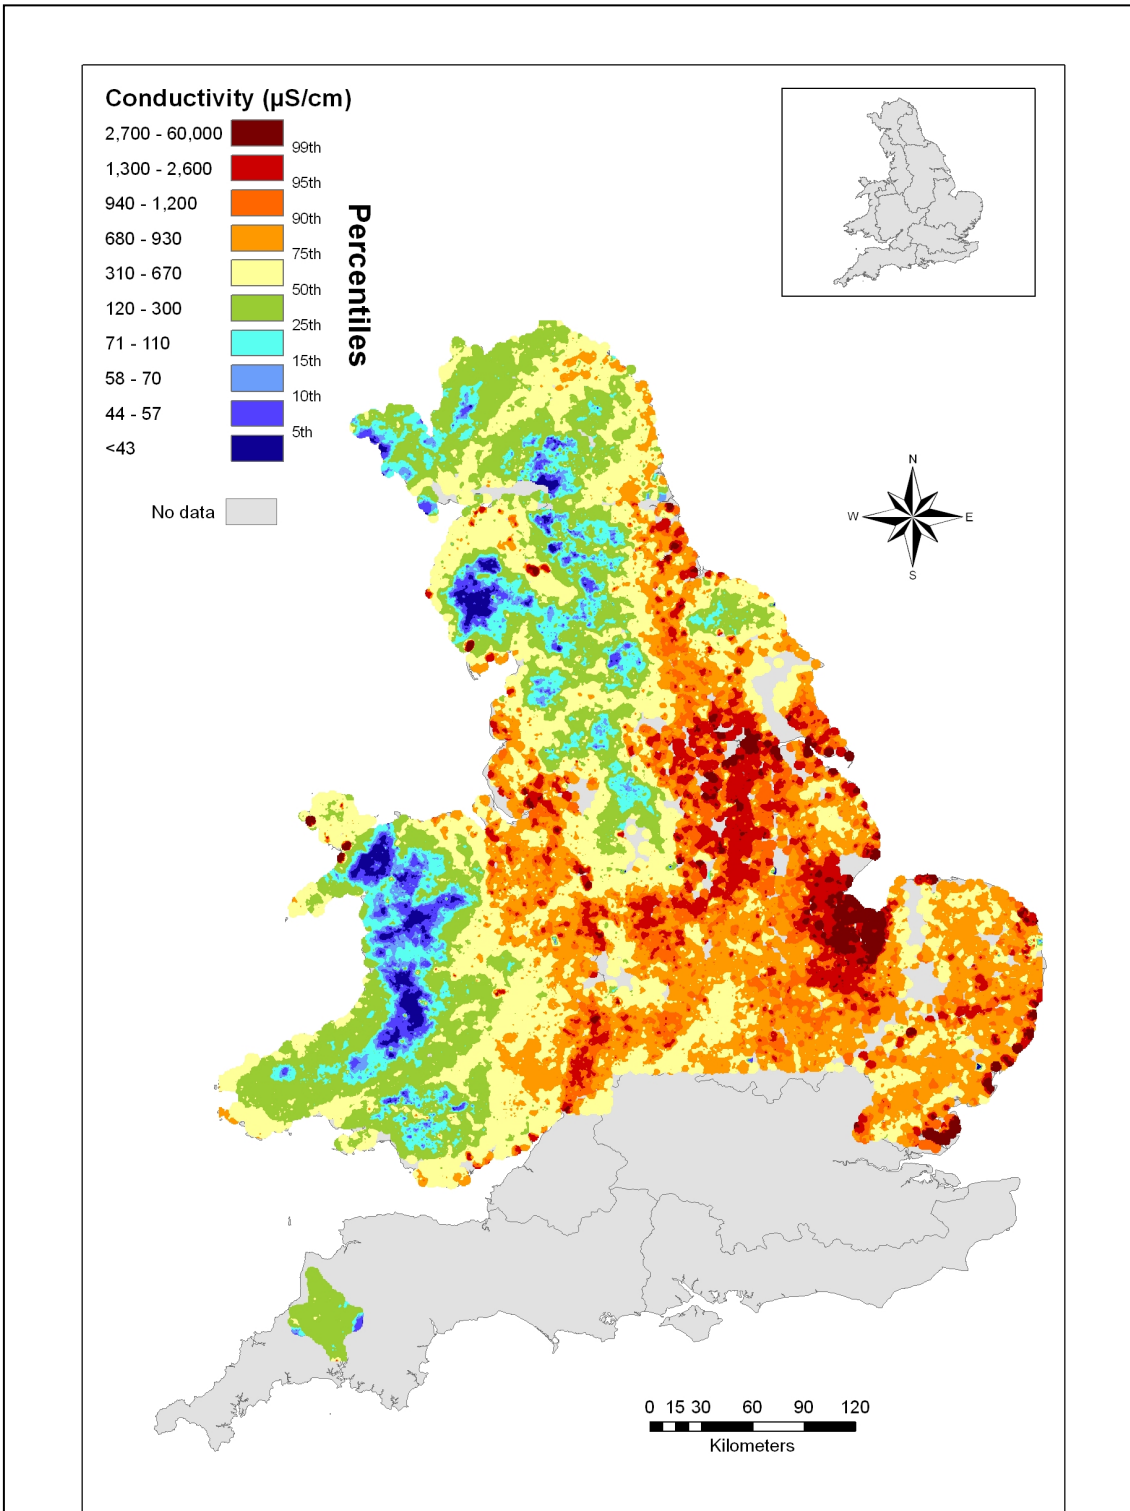 Conductivity (µS/cm)
2,700 - 60,000
99th
1,300 - 2,600
95th
940 - 1,200
90th
680 - 930
75th
310 - 670
50th
120 - 300
25th
71 - 110
15th
58 - 70
10th
44 - 57
5th
<43
No data
Percentiles
N
W
E
S
0 15 30 60 90 120
Kilometers